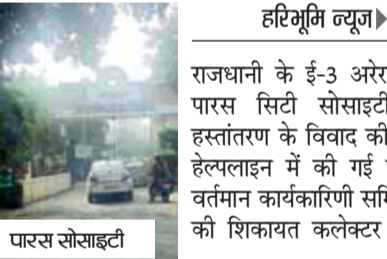 हरिभूमि न्यूज
राजधानी के ई-3 अरेर
पारस सिटी सोसाइटी
हस्तांतरण के विवाद की
हेल्पलाइन में की गई
वर्तमान कार्यकारिणी समि
की शिकायत कलेक्टर
पारस सोसाइटी